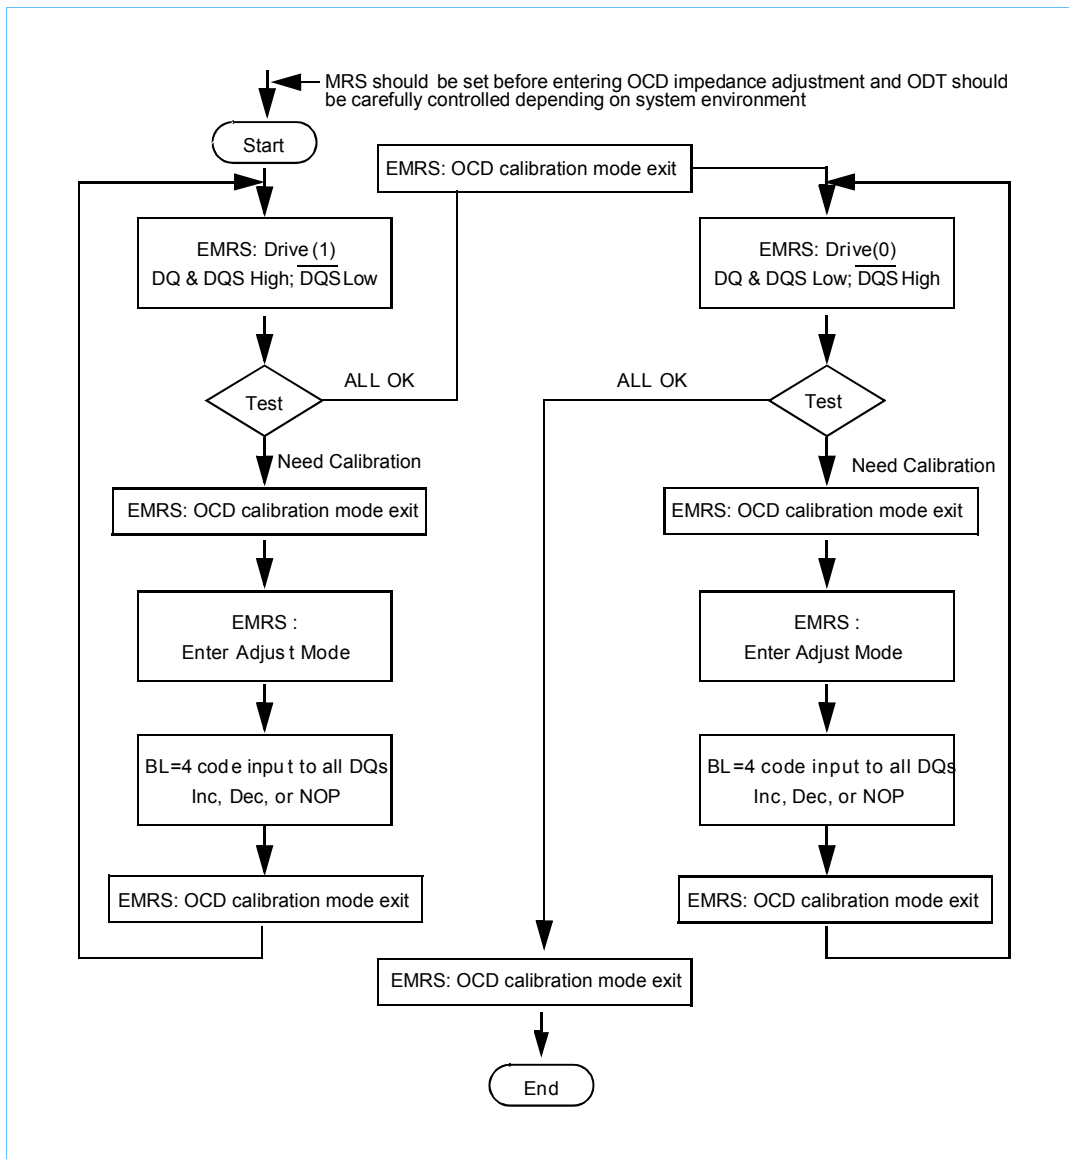 MRS should be set before entering OCD impedance adjustment and ODT should
be carefully controlled depending on system environment
Start
EMRS: OCD calibration mode exit
EMRS: Drive(1)
DQ & DQS High; D̅Q̅S̅ Low
Test
ALL OK
Need Calibration
EMRS: OCD calibration mode exit
EMRS :
Enter Adjust Mode
BL=4 code input to all DQs
Inc, Dec, or NOP
EMRS: OCD calibration mode exit
EMRS: Drive(0)
DQ & DQS Low; D̅Q̅S̅ High
ALL OK
Test
Need Calibration
EMRS: OCD calibration mode exit
EMRS :
Enter Adjust Mode
BL=4 code input to all DQs
Inc, Dec, or NOP
EMRS: OCD calibration mode exit
EMRS: OCD calibration mode exit
End